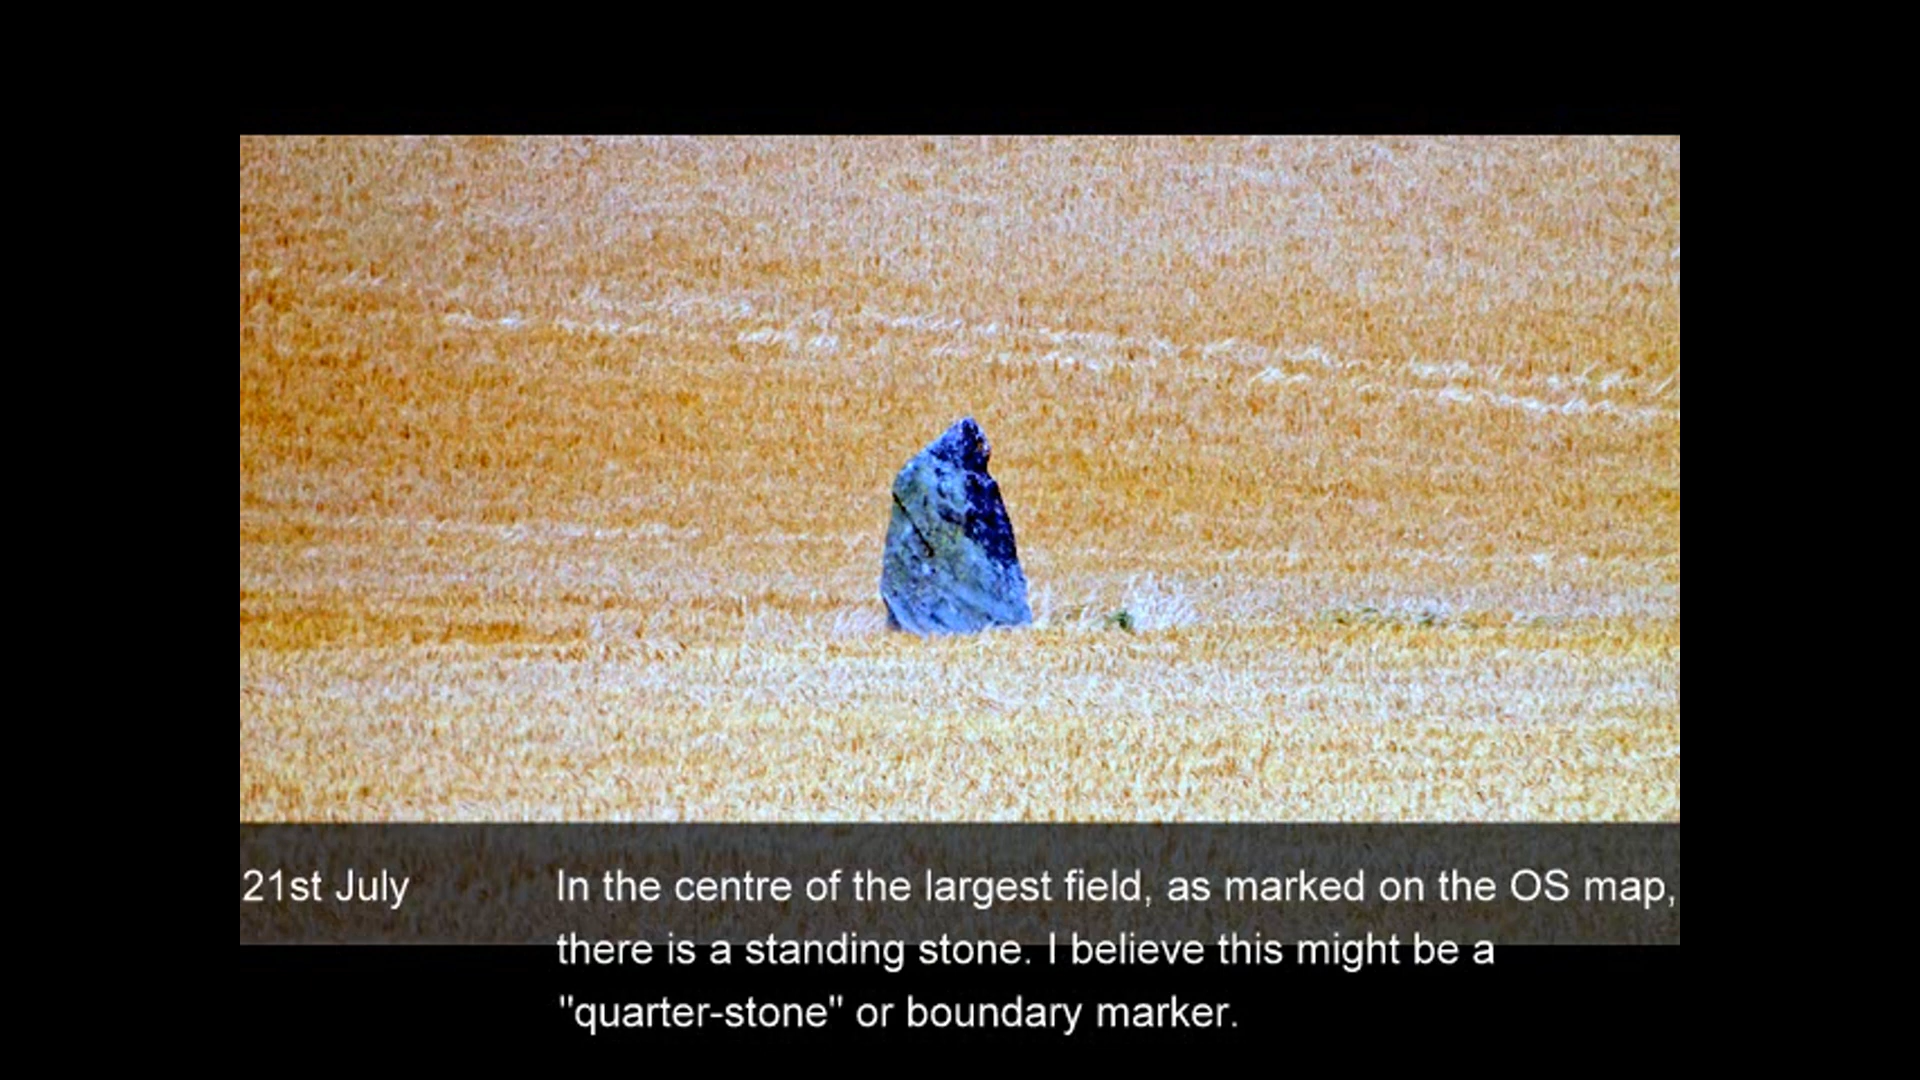 21st July
In the centre of the largest field, as marked on the OS map,
there is a standing stone. I believe this might be a
"quarter-stone" or boundary marker.